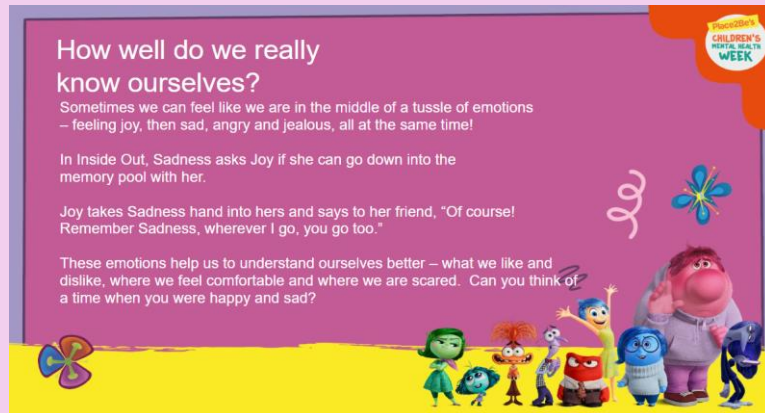 Place2Be's
CHILDREN'S
MENTAL HEALTH
WEEK
How well do we really
know ourselves?
Sometimes we can feel like we are in the middle of a tussle of emotions
– feeling joy, then sad, angry and jealous, all at the same time!
In Inside Out, Sadness asks Joy if she can go down into the
memory pool with her.
Joy takes Sadness hand into hers and says to her friend, “Of course!
Remember Sadness, wherever I go, you go too.”
These emotions help us to understand ourselves better – what we like and
dislike, where we feel comfortable and where we are scared. Can you think of
a time when you were happy and sad?